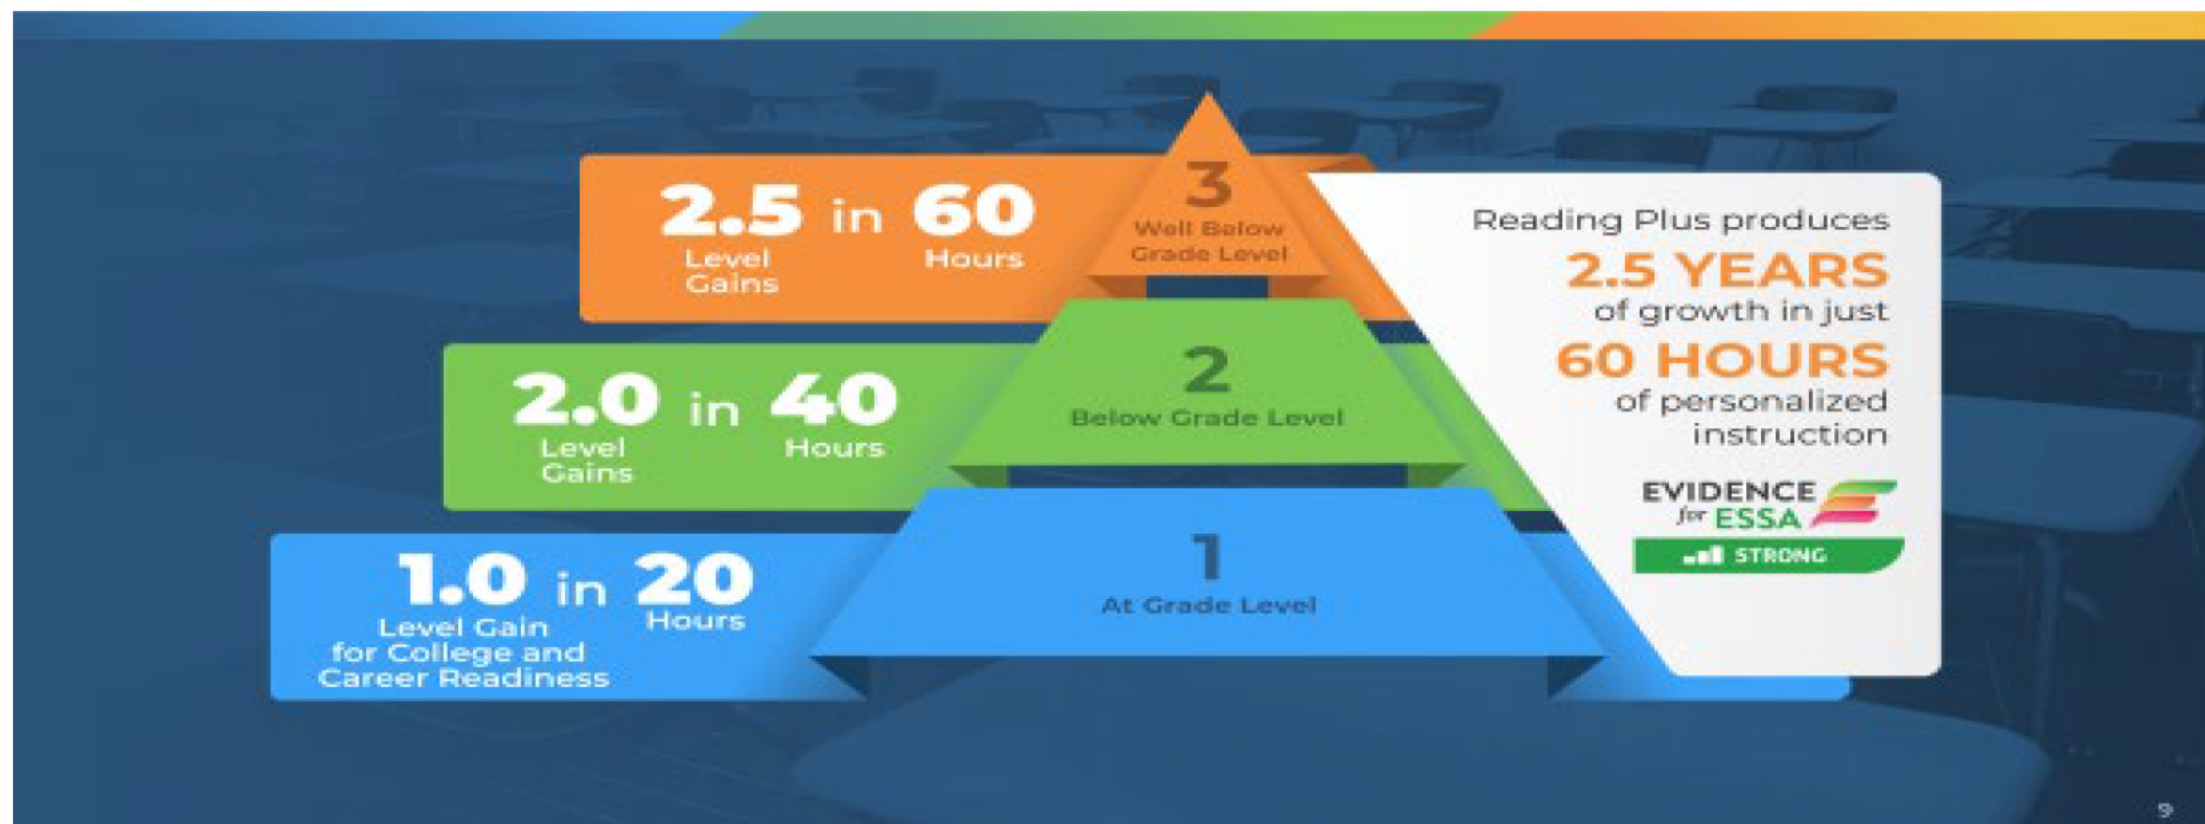 2.5 in 60
Level Hours
Gains
3
Well Below
Grade Level
2.0 in 40
Level Hours
Gains
2
Below Grade Level
1.0 in 20
Level Gain Hours
for College and
Career Readiness
1
At Grade Level
Reading Plus produces
2.5 YEARS
of growth in just
60 HOURS
of personalized
instruction
EVIDENCE
for ESSA
STRONG
9